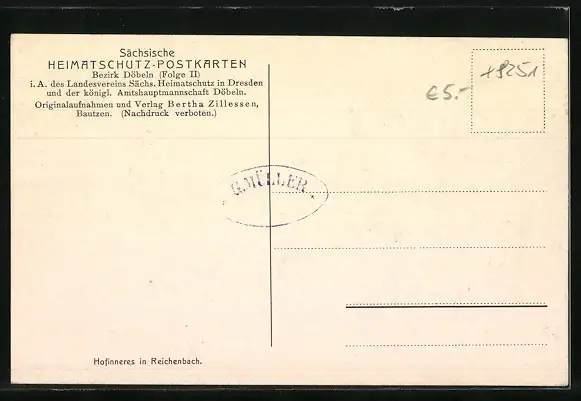 Sächsische
HEIMATSCHUTZ-POSTKARTEN
Bezirk Döbeln (Folge II)
i. A. des Landesvereins Sächs. Heimatschutz in Dresden
und der königl. Amtshauptmannschaft Döbeln.
Originalaufnahmen und Verlag Bertha Zillessen,
Bautzen. (Nachdruck verboten.)
€5.-
G. MÜLLER
Hofinneres in Reichenbach.